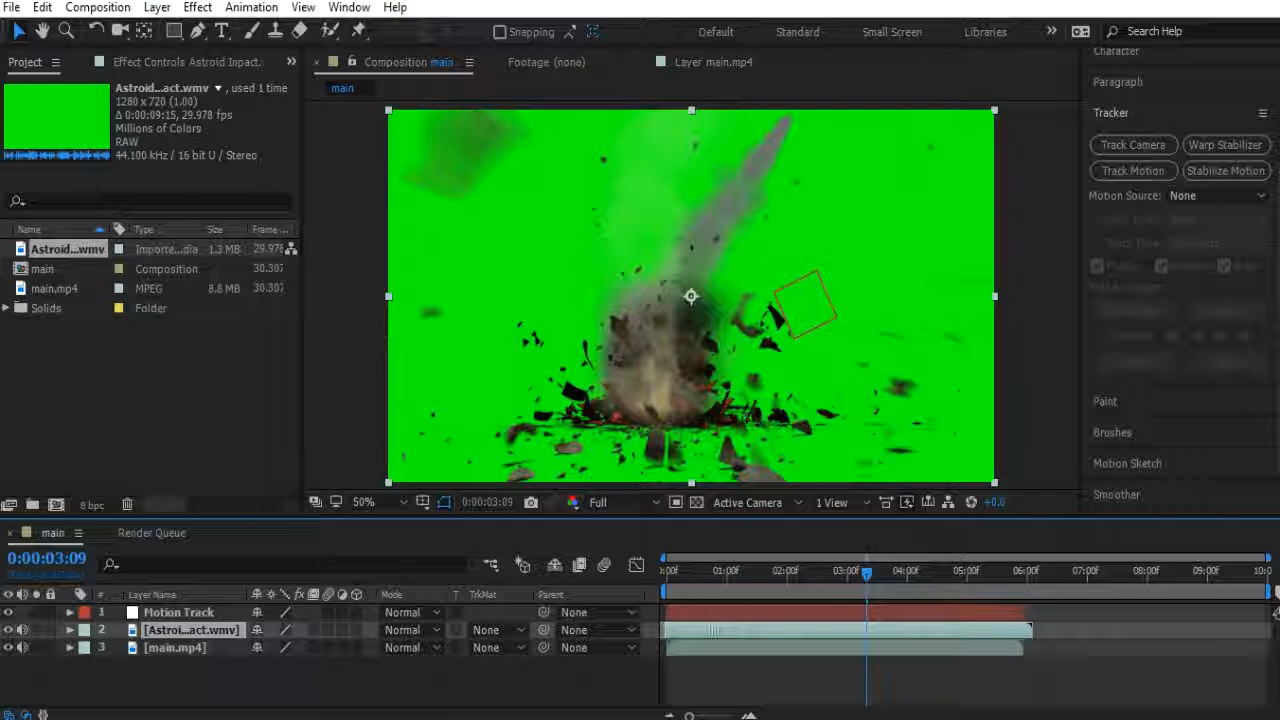 File Edit Composition Layer Effect Animation View Window Help
Snapping Default Standard Small Screen Libraries Search Help
Project Effect Controls Astroid Inpact. Composition main Footage (none) Layer main.mp4 Character
main
Astroid...act.wmv , used 1 time
1280 x 720 (1.00)
Δ 0:00:09:15, 29.978 fps
Millions of Colors
RAW
44.100 kHz / 16 bit U / Stereo
Paragraph
Tracker
Track Camera Warp Stabilizer
Track Motion Stabilize Motion
Motion Source: None
Name Type Size Frame ...
Astroid...wmv Importe...dia 1.3 MB 29.978
main Composition 30.307
main.mp4 MPEG 8.8 MB 30.307
Solids Folder
Paint
Brushes
Motion Sketch
Smoother
8 bpc 50% 0:00:03:09 Full Active Camera 1 View +0.0
main Render Queue
0:00:03:09
:00f 01:00f 02:00f 03:00f 04:00f 05:00f 06:00f 07:00f 08:00f 09:00f 10:0
# Layer Name Mode T TrkMat Parent
1 Motion Track Normal None
2 [Astroi...act.wmv] Normal None None
3 [main.mp4] Normal None None